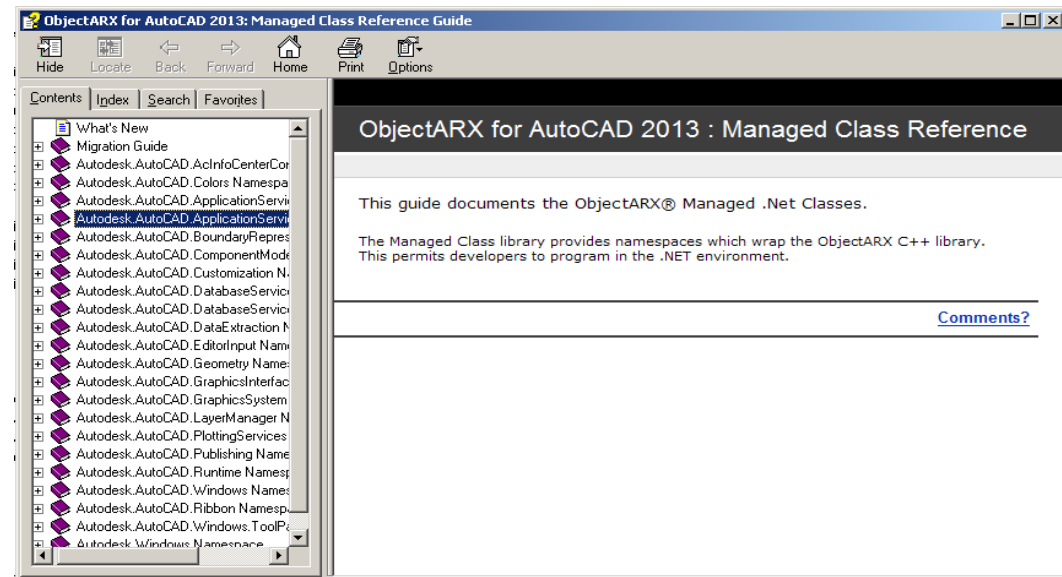 ObjectARX for AutoCAD 2013: Managed Class Reference Guide
Hide Locate Back Forward Home Print Options
Contents Index Search Favorites
What's New
Migration Guide
Autodesk.AutoCAD.AcInfoCenterCor
Autodesk.AutoCAD.Colors Namespa
Autodesk.AutoCAD.ApplicationServi
Autodesk.AutoCAD.ApplicationServi
Autodesk.AutoCAD.BoundaryRepres
Autodesk.AutoCAD.ComponentMode
Autodesk.AutoCAD.Customization N
Autodesk.AutoCAD.DatabaseServic
Autodesk.AutoCAD.DatabaseServic
Autodesk.AutoCAD.DataExtraction N
Autodesk.AutoCAD.EditorInput Nam
Autodesk.AutoCAD.Geometry Name
Autodesk.AutoCAD.GraphicsInterfac
Autodesk.AutoCAD.GraphicsSystem
Autodesk.AutoCAD.LayerManager N
Autodesk.AutoCAD.PlottingServices
Autodesk.AutoCAD.Publishing Name
Autodesk.AutoCAD.Runtime Namesp
Autodesk.AutoCAD.Windows Names
Autodesk.AutoCAD.Ribbon Namesp
Autodesk.AutoCAD.Windows.ToolPa
Autodesk.Windows Namespace
ObjectARX for AutoCAD 2013 : Managed Class Reference
This guide documents the ObjectARX® Managed .Net Classes.
The Managed Class library provides namespaces which wrap the ObjectARX C++ library.
This permits developers to program in the .NET environment.
Comments?